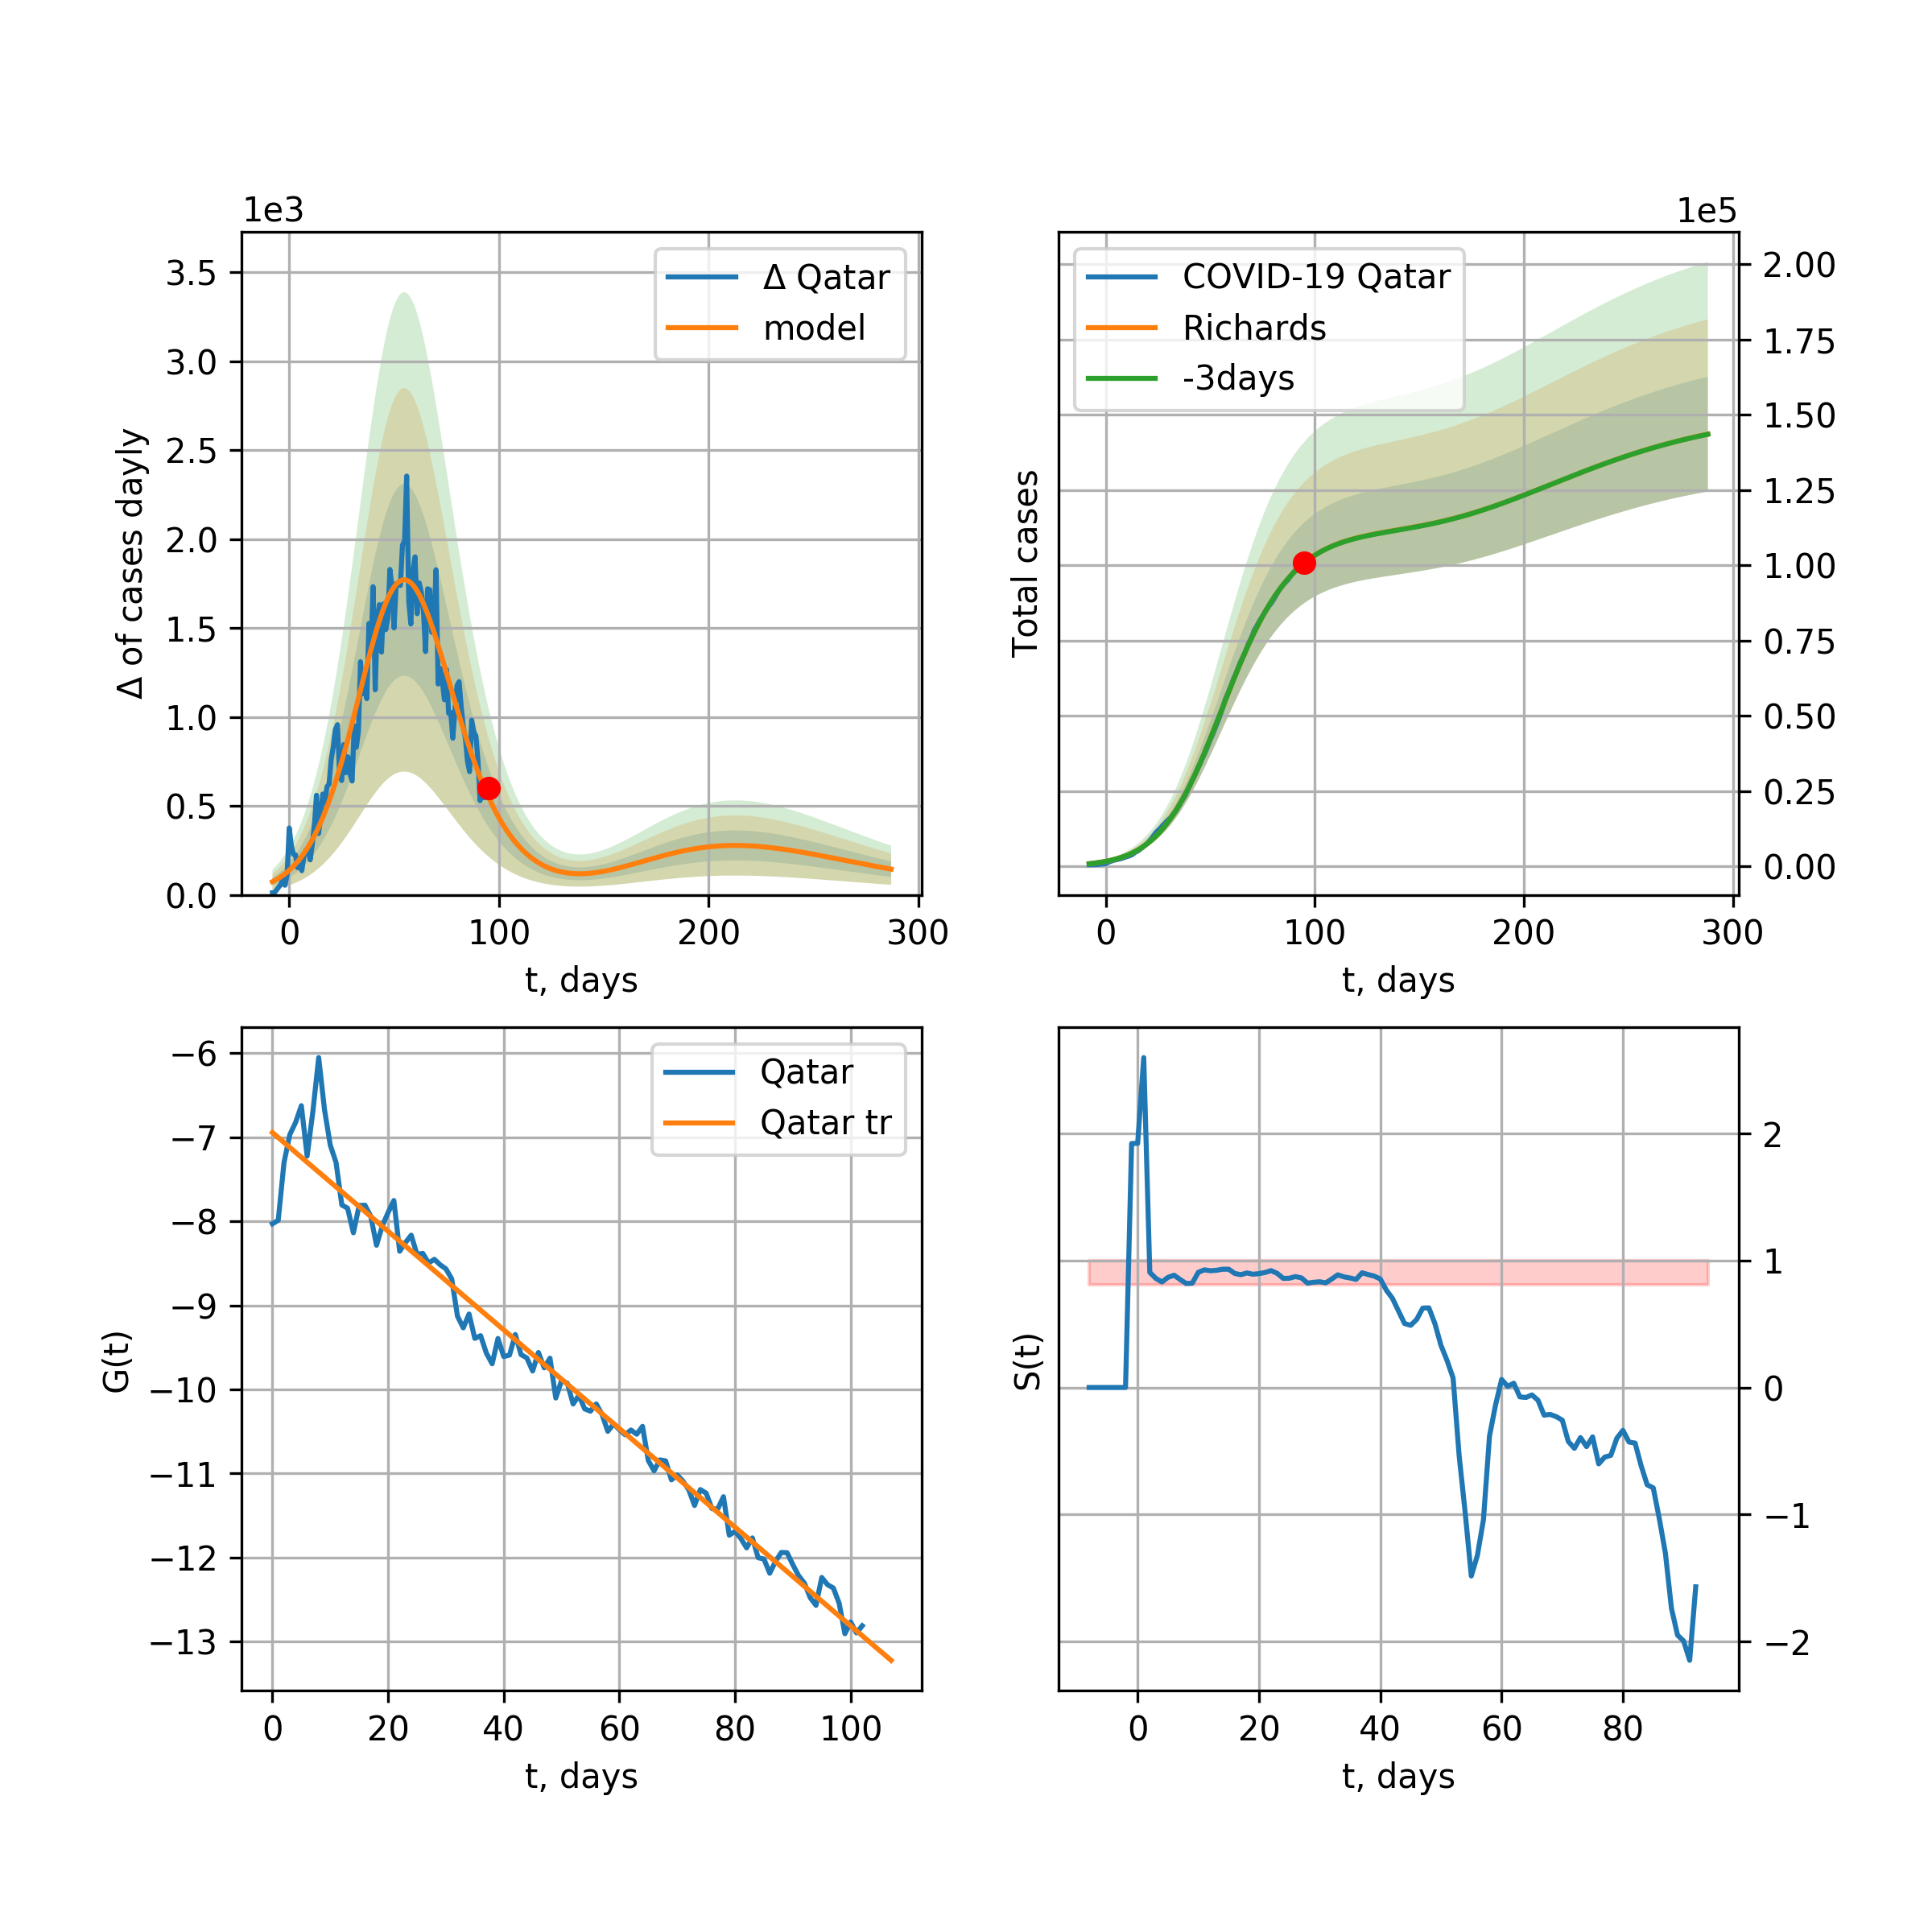 1e3
3.5
3.0
2.5
2.0
1.5
1.0
0.5
0.0
Δ of cases dayly
Δ Qatar
model
0 100 200 300
t, days
1e5
COVID-19 Qatar
Richards
-3days
Total cases
2.00
1.75
1.50
1.25
1.00
0.75
0.50
0.25
0.00
0 100 200 300
t, days
−6
−7
−8
−9
−10
−11
−12
−13
G(t)
Qatar
Qatar tr
0 20 40 60 80 100
t, days
S(t)
2
1
0
−1
−2
0 20 40 60 80
t, days